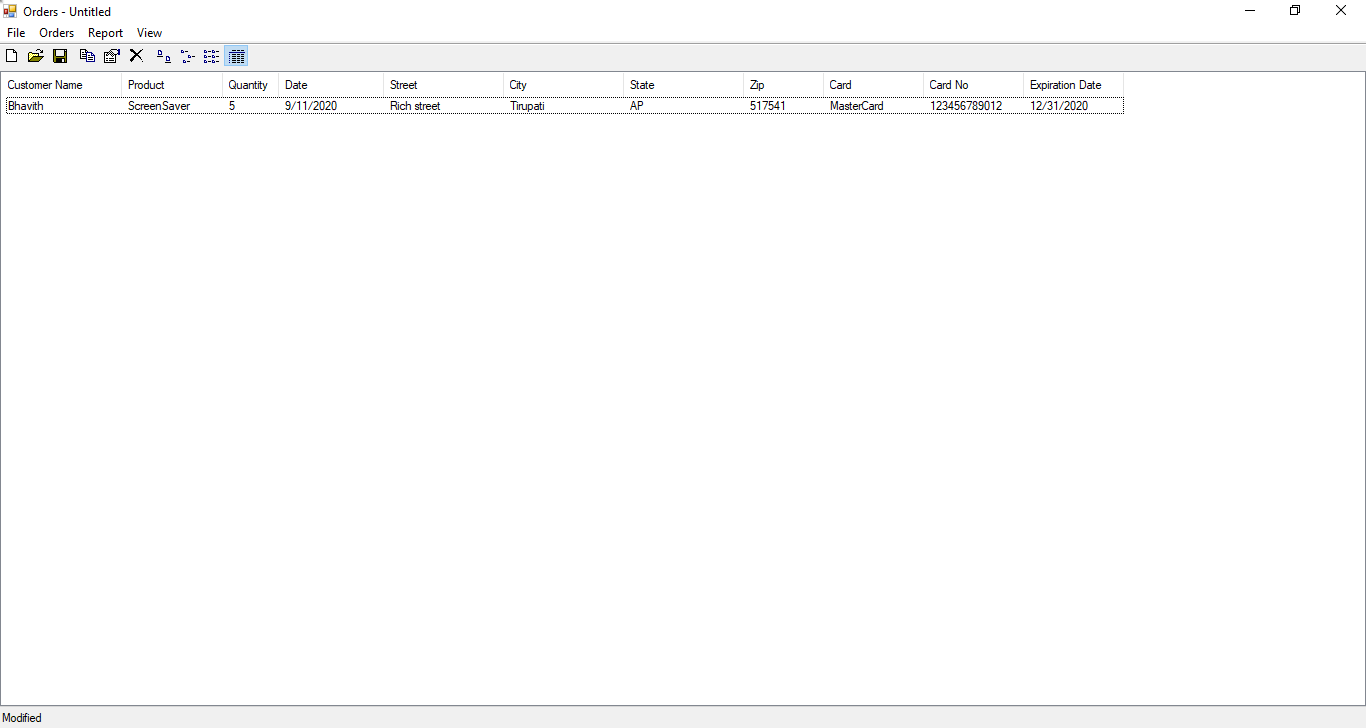 Orders - Untitled
File Orders Report View
Customer Name Product Quantity Date Street City State Zip Card Card No Expiration Date
Bhavith ScreenSaver 5 9/11/2020 Rich street Tirupati AP 517541 MasterCard 123456789012 12/31/2020
Modified